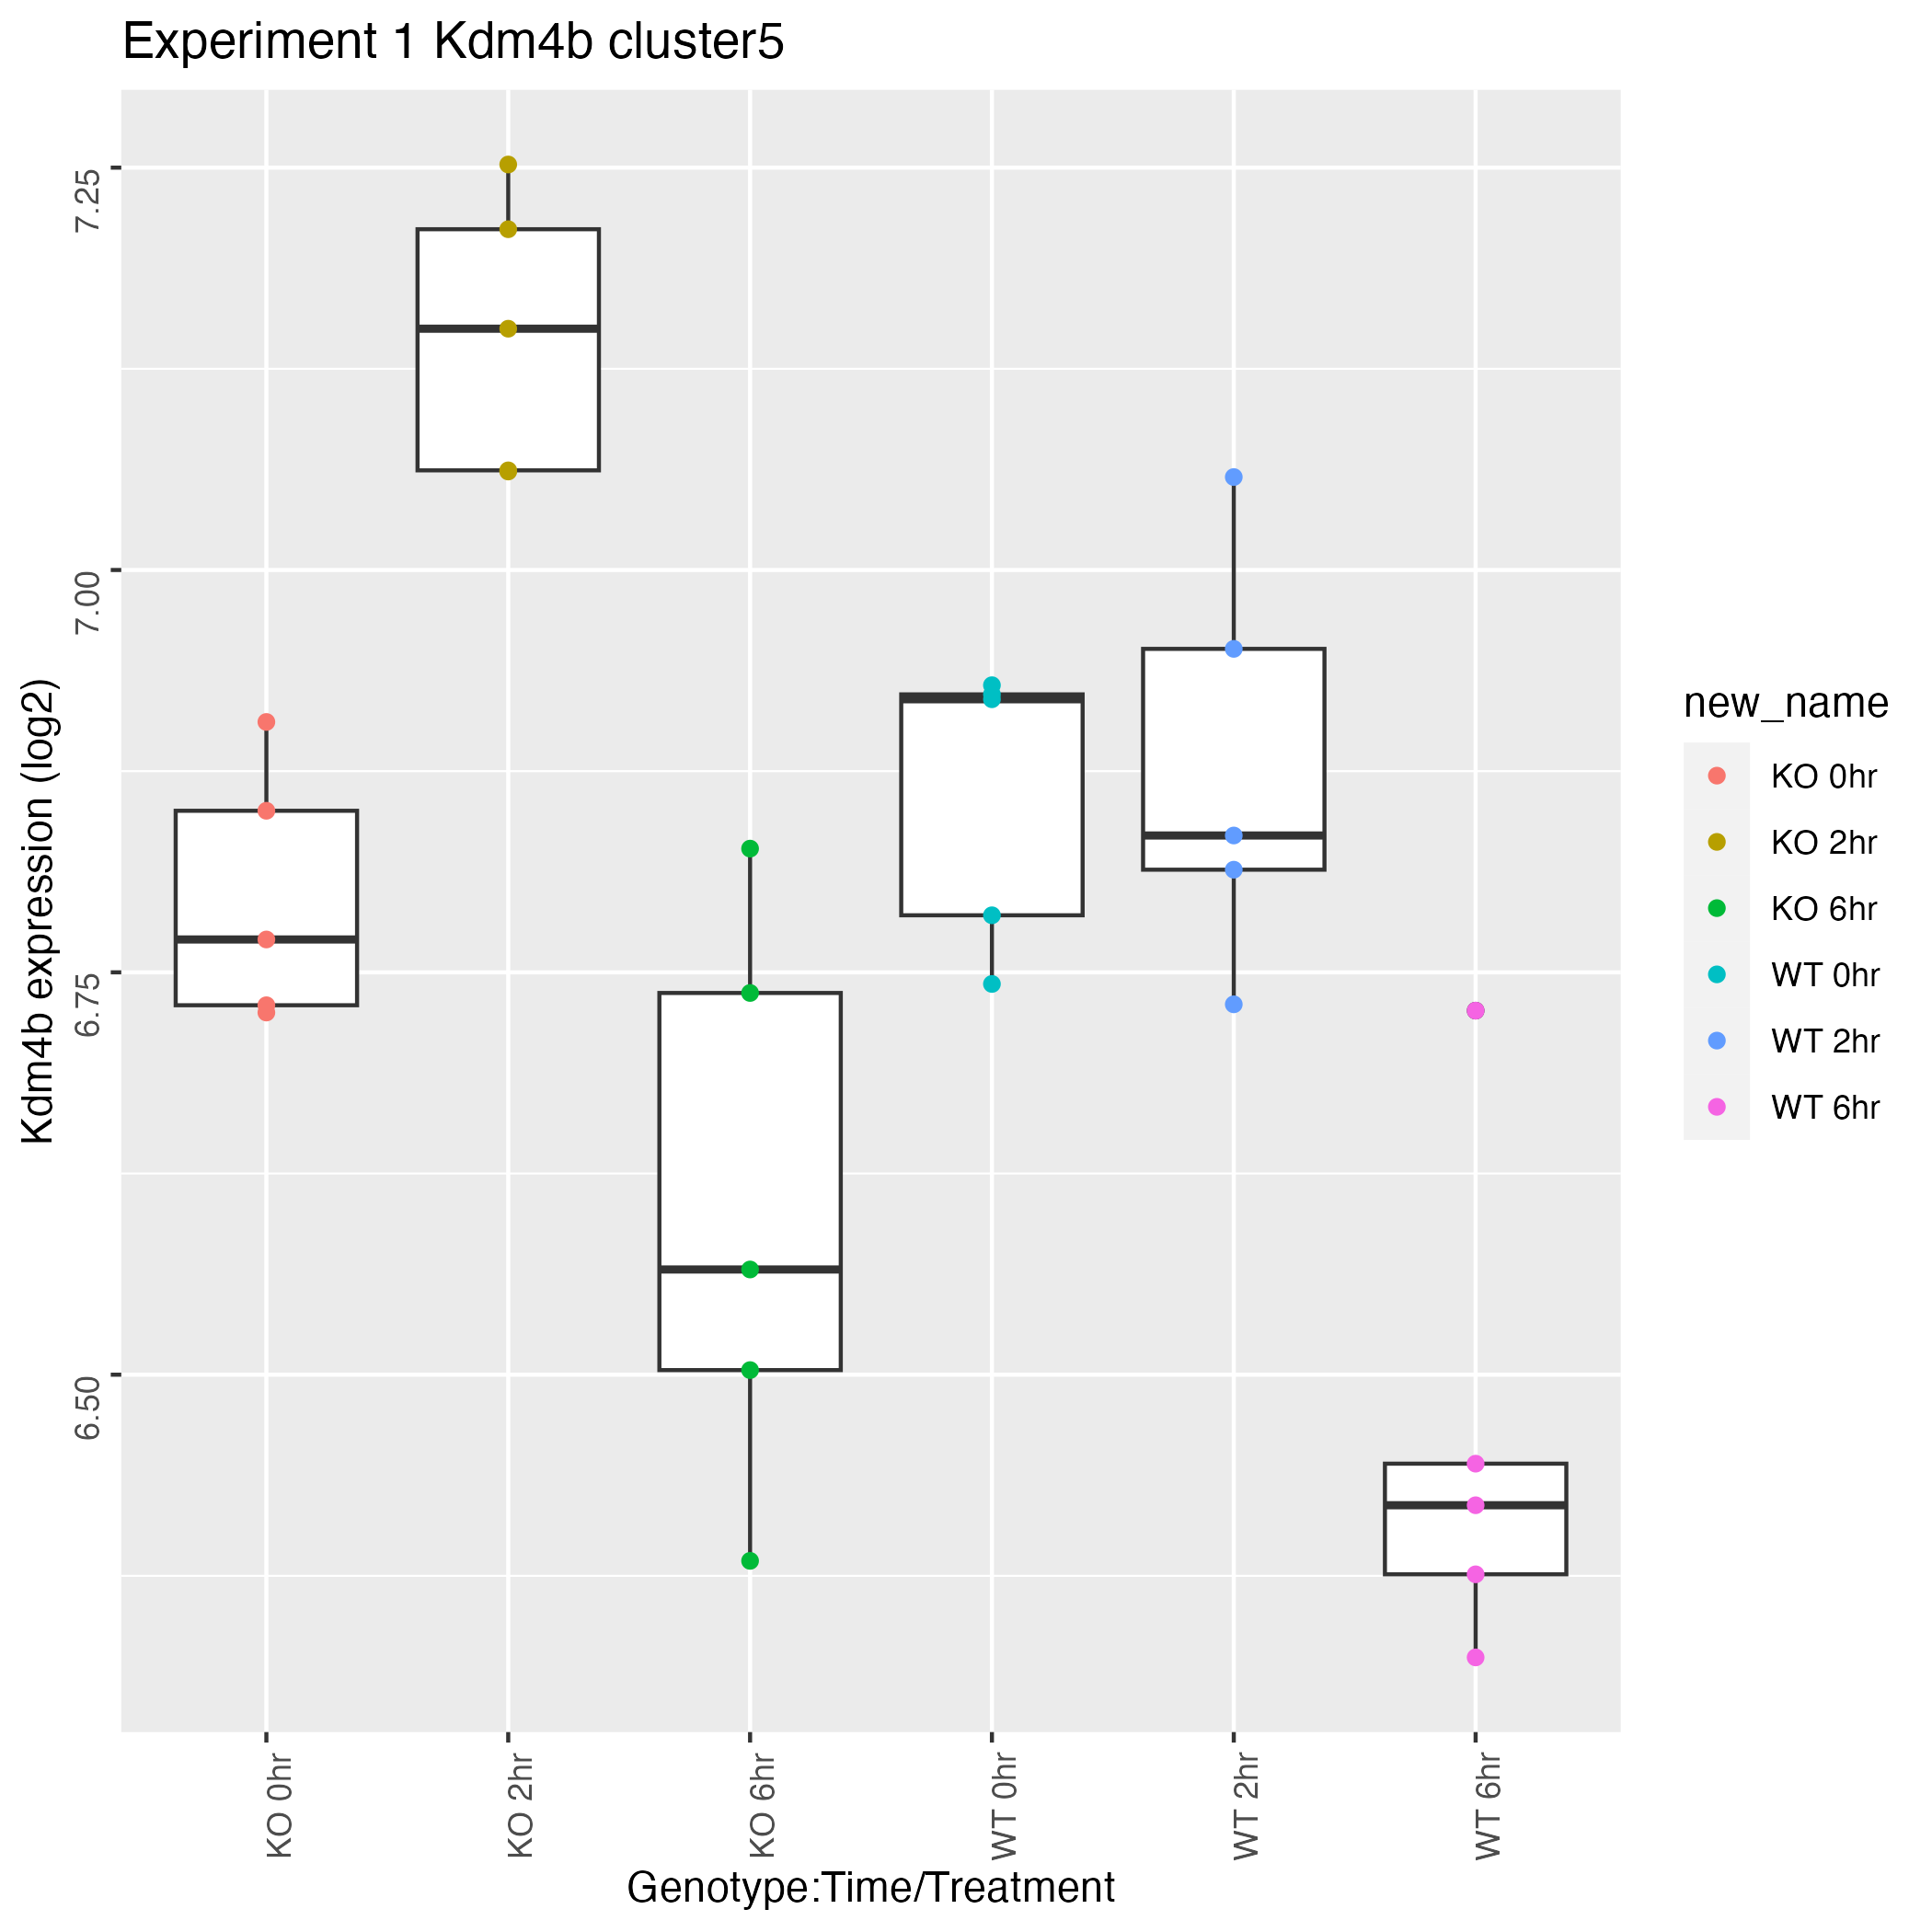 Experiment 1 Kdm4b cluster5
Kdm4b expression (log2)
7.25
7.00
6.75
6.50
KO 0hr
KO 2hr
KO 6hr
WT 0hr
WT 2hr
WT 6hr
Genotype:Time/Treatment
new_name
KO 0hr
KO 2hr
KO 6hr
WT 0hr
WT 2hr
WT 6hr